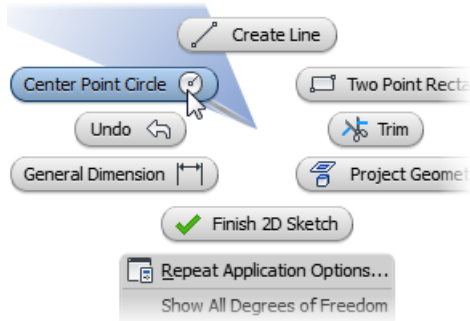 Create Line
Center Point Circle
Two Point Recta
Undo
Trim
General Dimension
Project Geomet
Finish 2D Sketch
Repeat Application Options...
Show All Degrees of Freedom